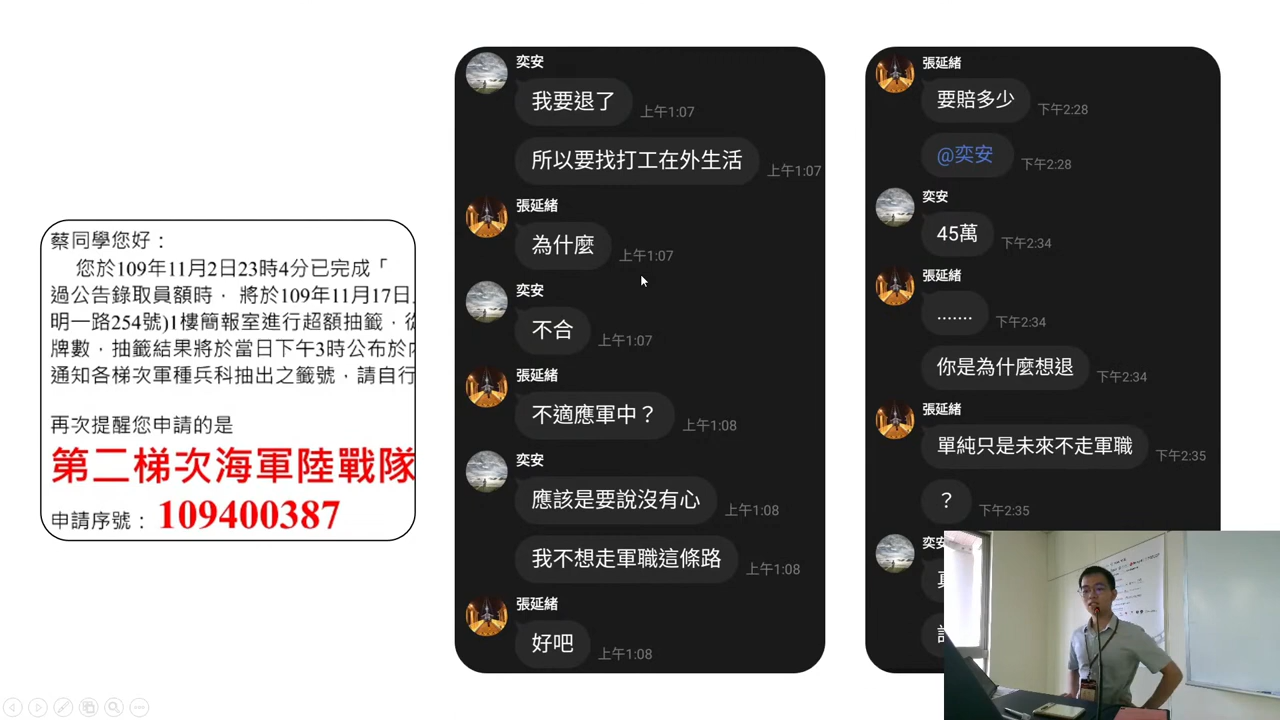 蔡同學您好：
您於109年11月2日23時4分已完成「
過公告錄取員額時， 將於109年11月17日
明一路254號)1樓簡報室進行超額抽籤，從
牌數，抽籤結果將於當日下午3時公布於內
通知各梯次軍種兵科抽出之籤號，請自行
再次提醒您申請的是
第二梯次海軍陸戰隊
申請序號： 109400387
奕安
我要退了 上午1:07
所以要找打工在外生活 上午1:07
張延緒
為什麼 上午1:07
奕安
不合 上午1:07
張延緒
不適應軍中？ 上午1:08
奕安
應該是要說沒有心 上午1:08
我不想走軍職這條路 上午1:08
張延緒
好吧 上午1:08
張延緒
要賠多少 下午2:28
@奕安 下午2:28
奕安
45萬 下午2:34
張延緒
....... 下午2:34
你是為什麼想退 下午2:34
張延緒
單純只是未來不走軍職 下午2:35
？ 下午2:35
奕安